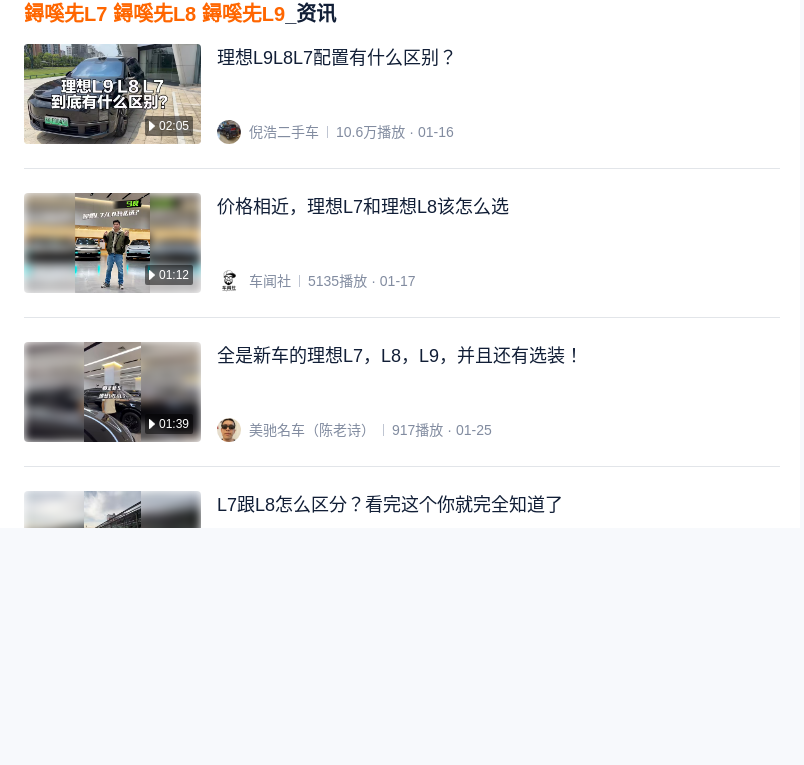 鐞嗘兂L7 鐞嗘兂L8 鐞嗘兂L9_资讯
理想L9 L8 L7
到底有什么区别?
02:05
理想L9L8L7配置有什么区别？
倪浩二手车
10.6万播放 · 01-16
01:12
价格相近，理想L7和理想L8该怎么选
车闻社
5135播放 · 01-17
01:39
全是新车的理想L7，L8，L9，并且还有选装！
美驰名车（陈老诗）
917播放 · 01-25
L7跟L8怎么区分？看完这个你就完全知道了